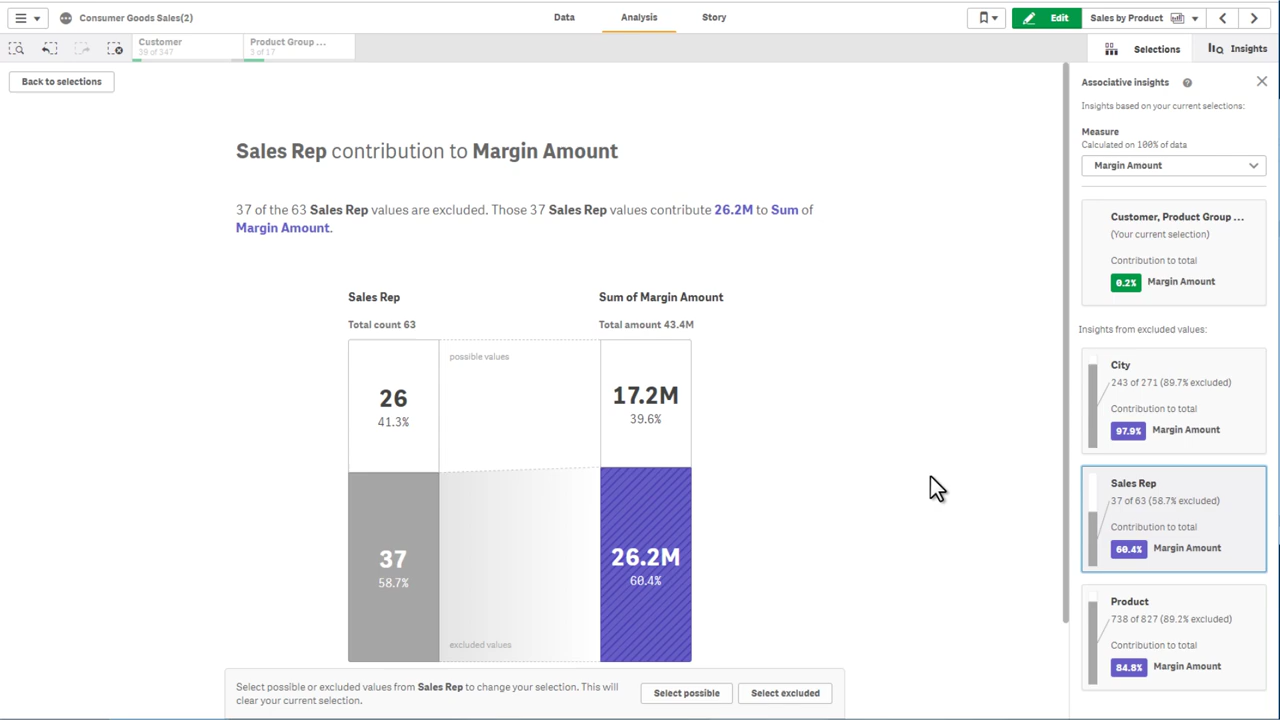 Consumer Goods Sales(2)
Data
Analysis
Story
Edit
Sales by Product
Customer
39 of 347
Product Group ...
3 of 17
Selections
Insights
Back to selections
Sales Rep contribution to Margin Amount
37 of the 63 Sales Rep values are excluded. Those 37 Sales Rep values contribute 26.2M to Sum of
Margin Amount.
Sales Rep
Sum of Margin Amount
Total count 63
Total amount 43.4M
possible values
26
41.3%
17.2M
39.6%
37
58.7%
26.2M
60.4%
excluded values
Select possible or excluded values from Sales Rep to change your selection. This will
clear your current selection.
Select possible
Select excluded
Associative insights
Insights based on your current selections:
Measure
Calculated on 100% of data
Margin Amount
Customer, Product Group ...
(Your current selection)
Contribution to total
0.2% Margin Amount
Insights from excluded values:
City
243 of 271 (89.7% excluded)
Contribution to total
97.9% Margin Amount
Sales Rep
37 of 63 (58.7% excluded)
Contribution to total
60.4% Margin Amount
Product
738 of 827 (89.2% excluded)
Contribution to total
84.8% Margin Amount